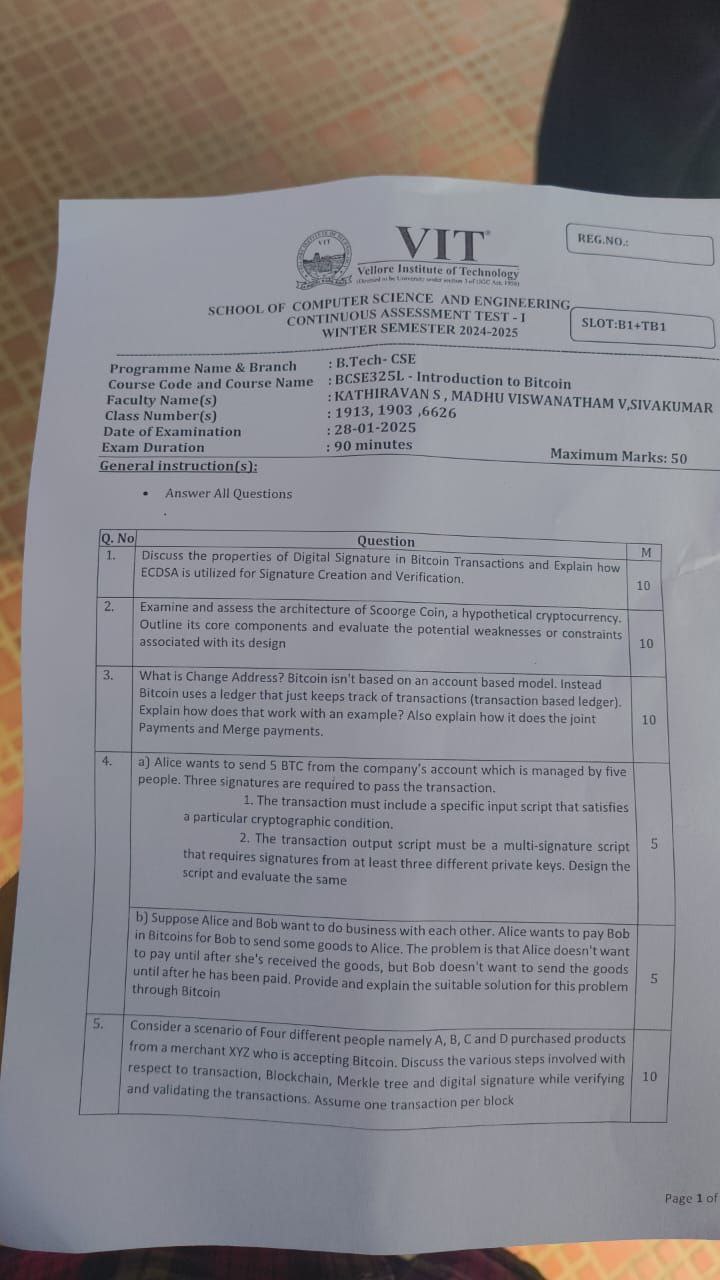 VIT
REG.NO.:
Vellore Institute of Technology
(Deemed to be University under section 3 of UGC Act, 1956)
SCHOOL OF COMPUTER SCIENCE AND ENGINEERING
CONTINUOUS ASSESSMENT TEST - I
WINTER SEMESTER 2024-2025
SLOT:B1+TB1
Programme Name & Branch : B.Tech- CSE
Course Code and Course Name : BCSE325L - Introduction to Bitcoin
Faculty Name(s) : KATHIRAVAN S , MADHU VISWANATHAM V,SIVAKUMAR
Class Number(s) : 1913, 1903 ,6626
Date of Examination : 28-01-2025
Exam Duration : 90 minutes Maximum Marks: 50
General instruction(s):
• Answer All Questions
Q. No Question M
1. Discuss the properties of Digital Signature in Bitcoin Transactions and Explain how
ECDSA is utilized for Signature Creation and Verification. 10
2. Examine and assess the architecture of Scoorge Coin, a hypothetical cryptocurrency.
Outline its core components and evaluate the potential weaknesses or constraints
associated with its design 10
3. What is Change Address? Bitcoin isn't based on an account based model. Instead
Bitcoin uses a ledger that just keeps track of transactions (transaction based ledger).
Explain how does that work with an example? Also explain how it does the joint 10
Payments and Merge payments.
4. a) Alice wants to send 5 BTC from the company's account which is managed by five
people. Three signatures are required to pass the transaction.
1. The transaction must include a specific input script that satisfies
a particular cryptographic condition.
2. The transaction output script must be a multi-signature script 5
that requires signatures from at least three different private keys. Design the
script and evaluate the same
b) Suppose Alice and Bob want to do business with each other. Alice wants to pay Bob
in Bitcoins for Bob to send some goods to Alice. The problem is that Alice doesn't want
to pay until after she's received the goods, but Bob doesn't want to send the goods 5
until after he has been paid. Provide and explain the suitable solution for this problem
through Bitcoin
5. Consider a scenario of Four different people namely A, B, C and D purchased products
from a merchant XYZ who is accepting Bitcoin. Discuss the various steps involved with
respect to transaction, Blockchain, Merkle tree and digital signature while verifying 10
and validating the transactions. Assume one transaction per block
Page 1 of